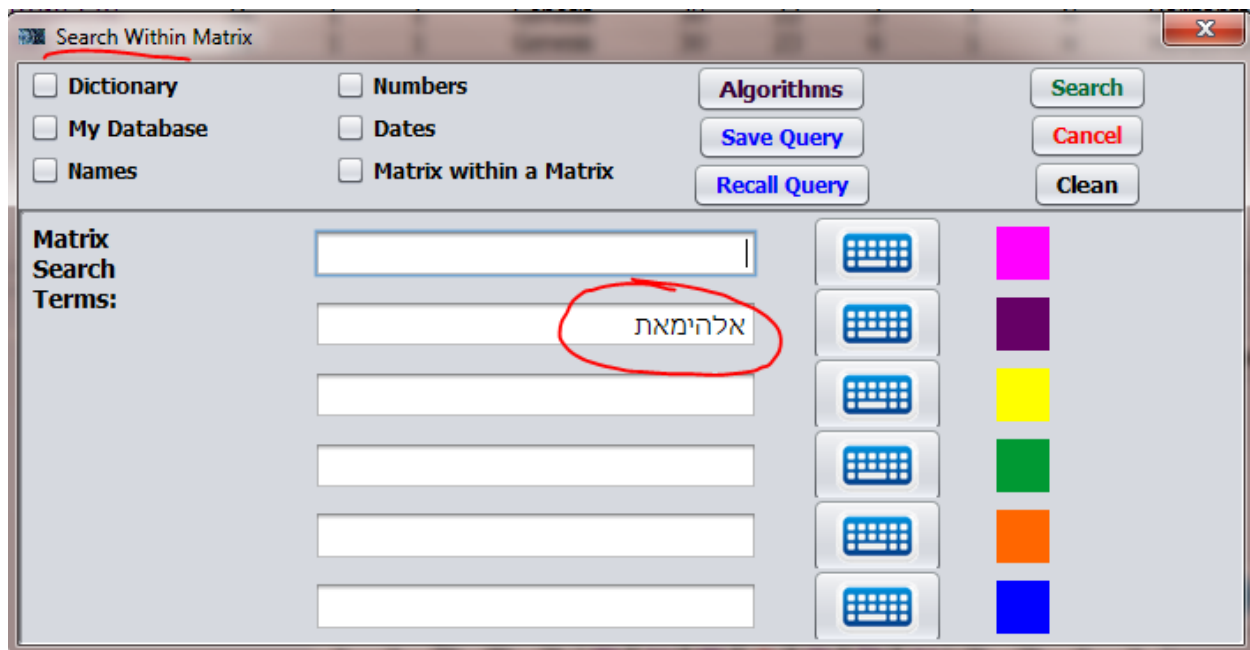 Search Within Matrix
X
Dictionary Numbers Algorithms Search
My Database Dates Save Query Cancel
Names Matrix within a Matrix Recall Query Clean
Matrix
Search
Terms:
אלהימאת